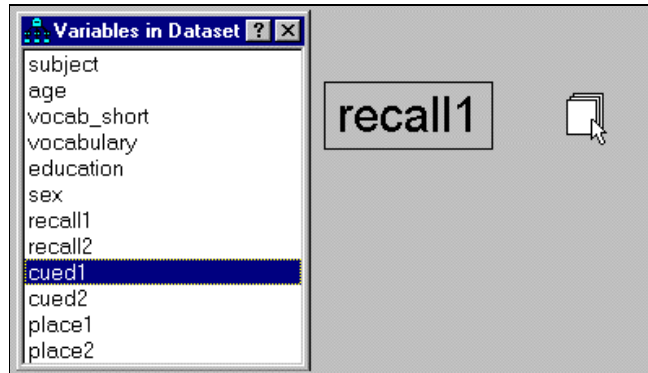 Variables in Dataset ?
subject
age
vocab_short
vocabulary
education
sex
recall1
recall2
cued1
cued2
place1
place2
recall1